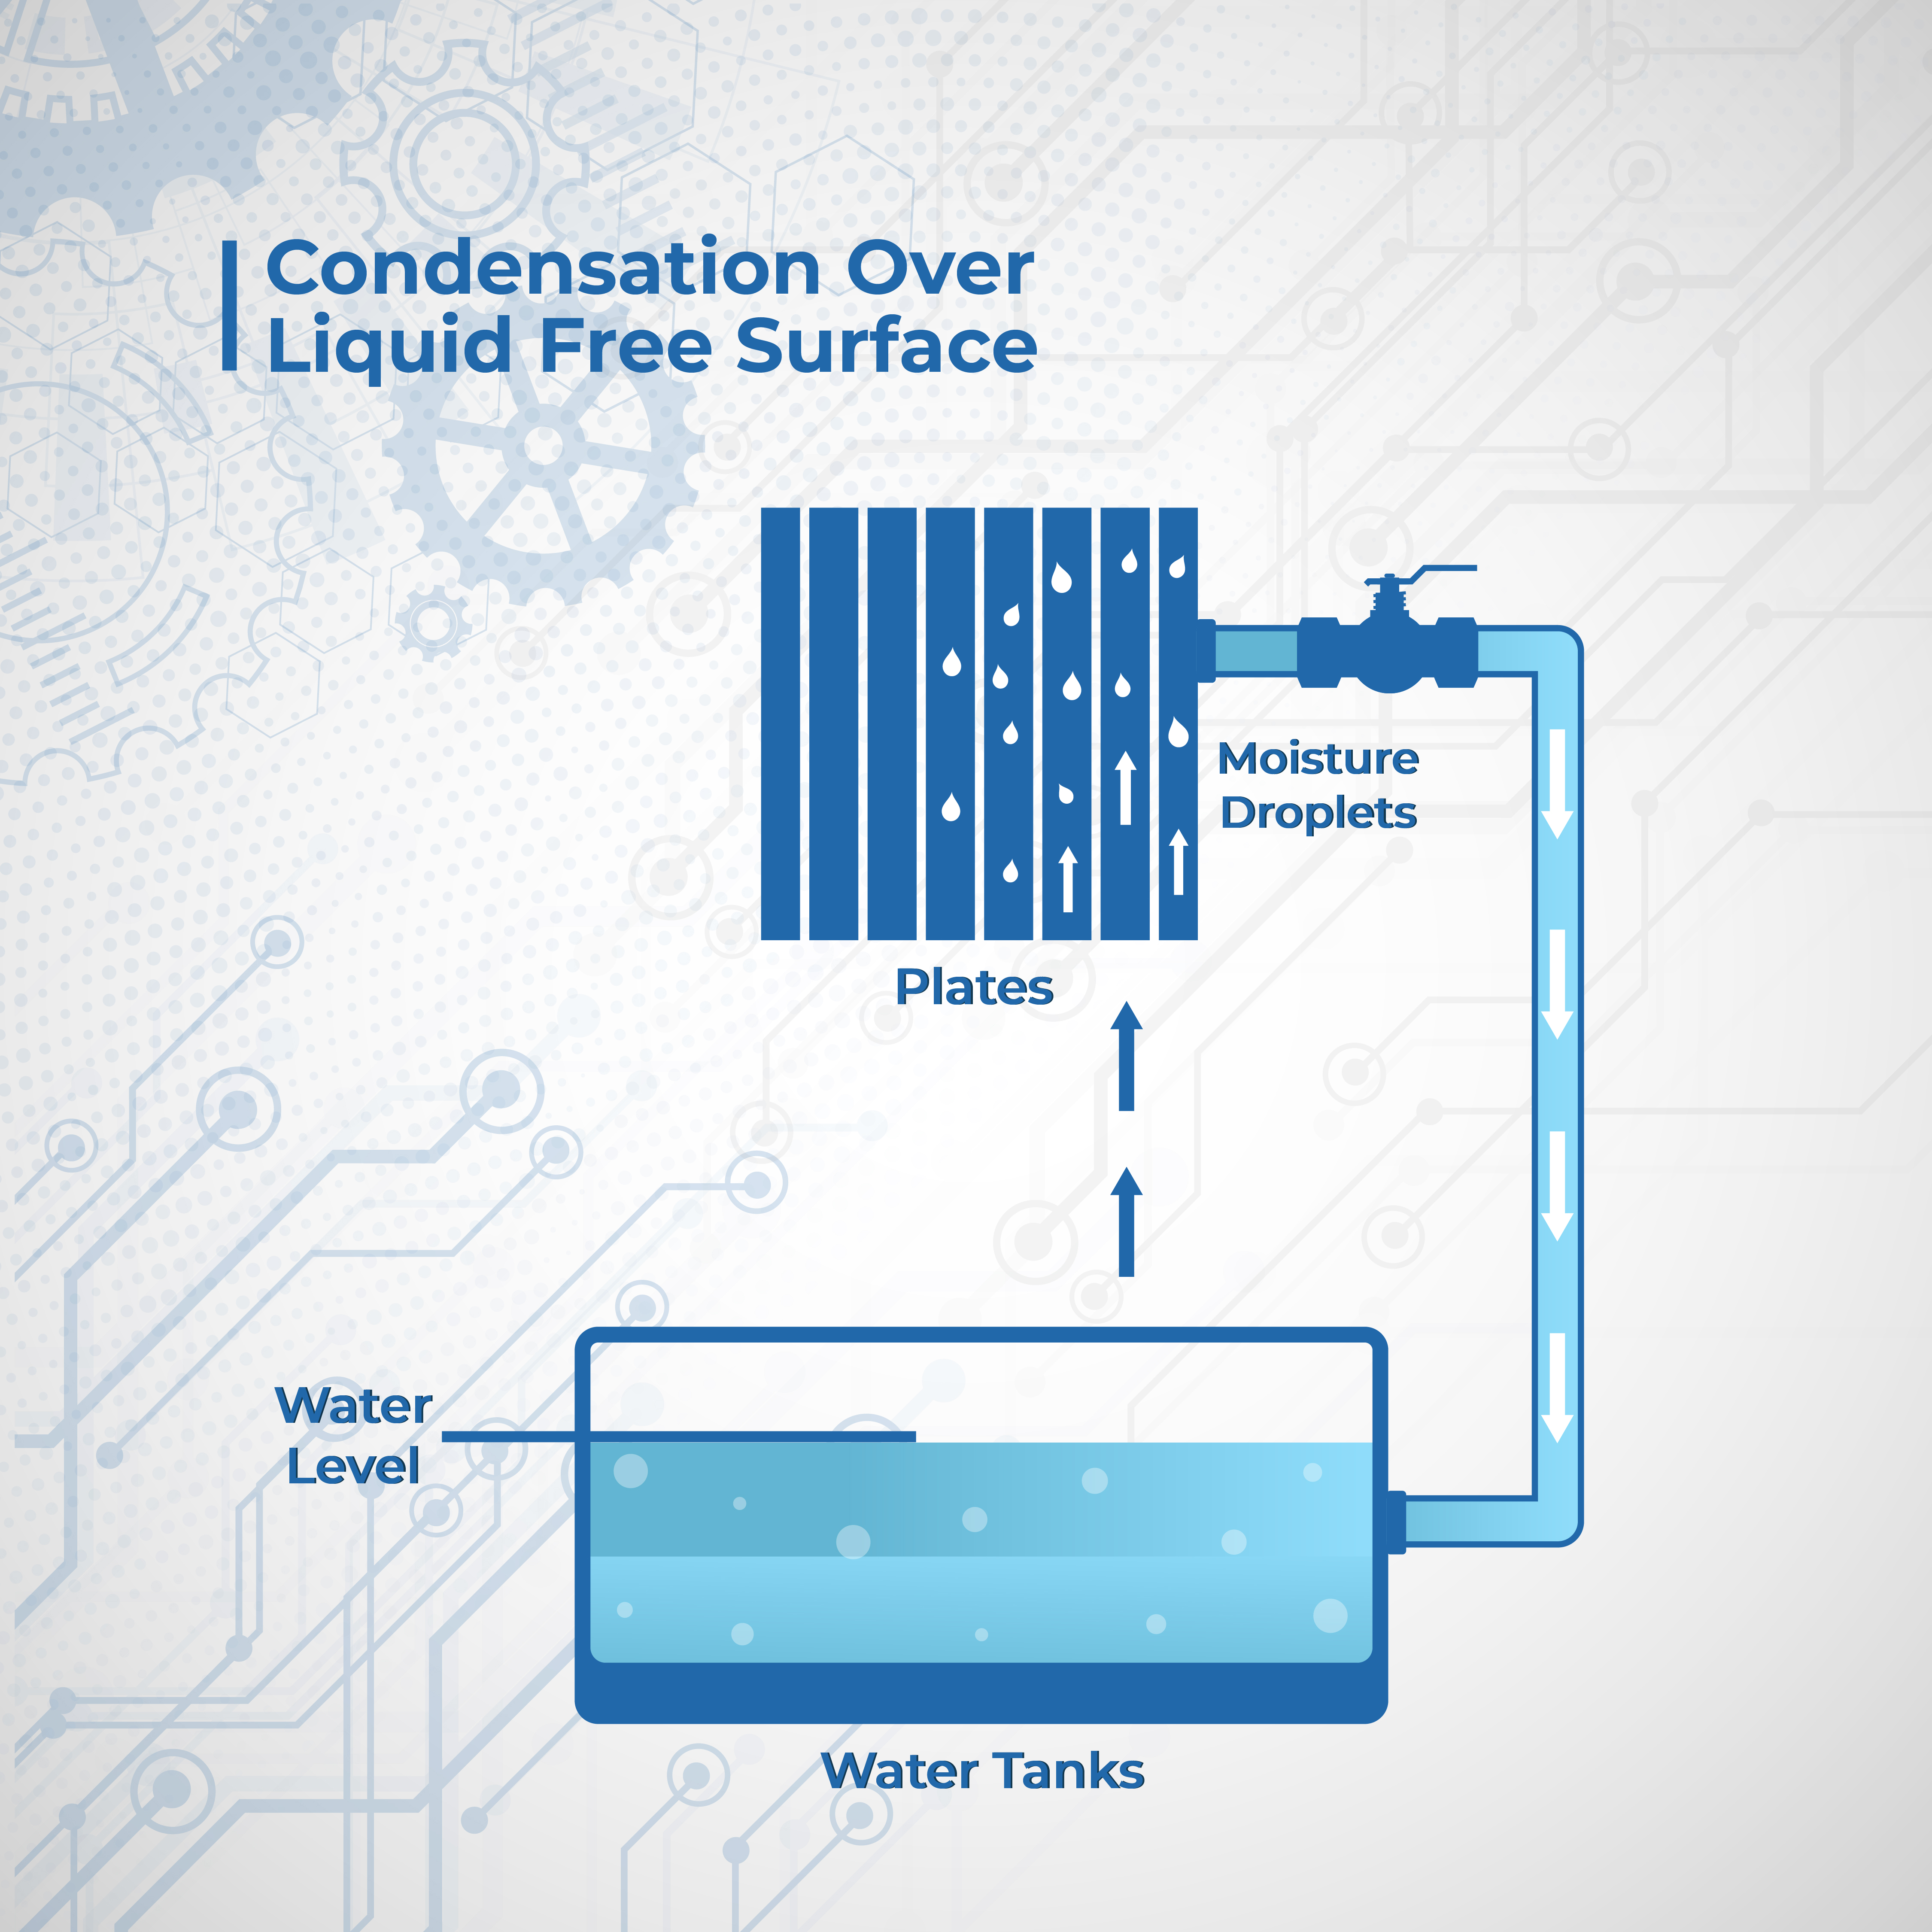 Condensation Over
Liquid Free Surface
Moisture
Droplets
Plates
Water
Level
Water Tanks